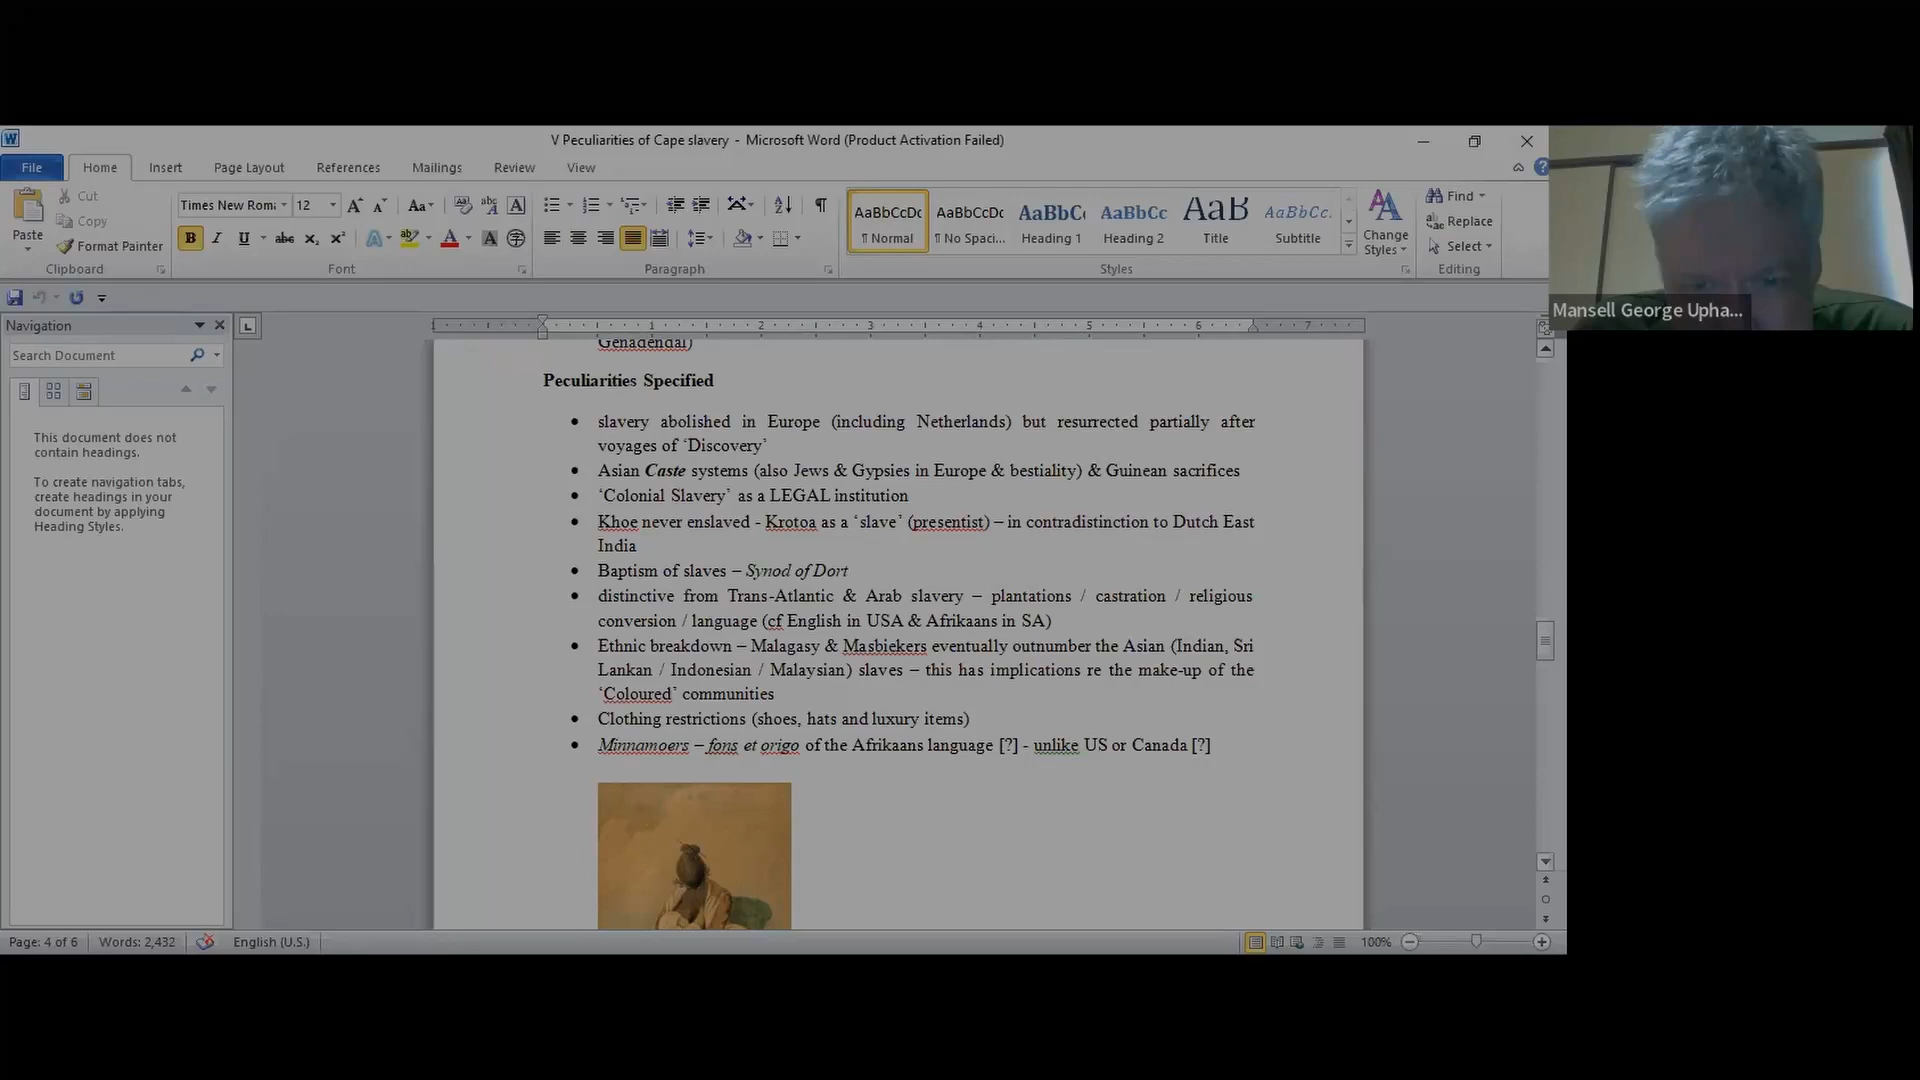 V Peculiarities of Cape slavery - Microsoft Word (Product Activation Failed)
File Home Insert Page Layout References Mailings Review View
Cut
Copy
Format Painter
Paste
Clipboard
Times New Roma 12
Font
Paragraph
AaBbCcDc AaBbCcDc AaBbC AaBbCc AaB AaBbCc.
¶ Normal ¶ No Spaci... Heading 1 Heading 2 Title Subtitle
Change Styles
Styles
Find
Replace
Select
Editing
Mansell George Upha...
Navigation
Search Document
This document does not
contain headings.
To create navigation tabs,
create headings in your
document by applying
Heading Styles.
1 1 2 3 4 5 6 7
Genadendal)
Peculiarities Specified
• slavery abolished in Europe (including Netherlands) but resurrected partially after
voyages of ‘Discovery’
• Asian Caste systems (also Jews & Gypsies in Europe & bestiality) & Guinean sacrifices
• ‘Colonial Slavery’ as a LEGAL institution
• Khoe never enslaved - Krotoa as a ‘slave’ (presentist) – in contradistinction to Dutch East
India
• Baptism of slaves – Synod of Dort
• distinctive from Trans-Atlantic & Arab slavery – plantations / castration / religious
conversion / language (cf English in USA & Afrikaans in SA)
• Ethnic breakdown – Malagasy & Masbiekers eventually outnumber the Asian (Indian, Sri
Lankan / Indonesian / Malaysian) slaves – this has implications re the make-up of the
‘Coloured’ communities
• Clothing restrictions (shoes, hats and luxury items)
• Minnamoers – fons et origo of the Afrikaans language [?] - unlike US or Canada [?]
Page: 4 of 6 Words: 2,432 English (U.S.) 100%